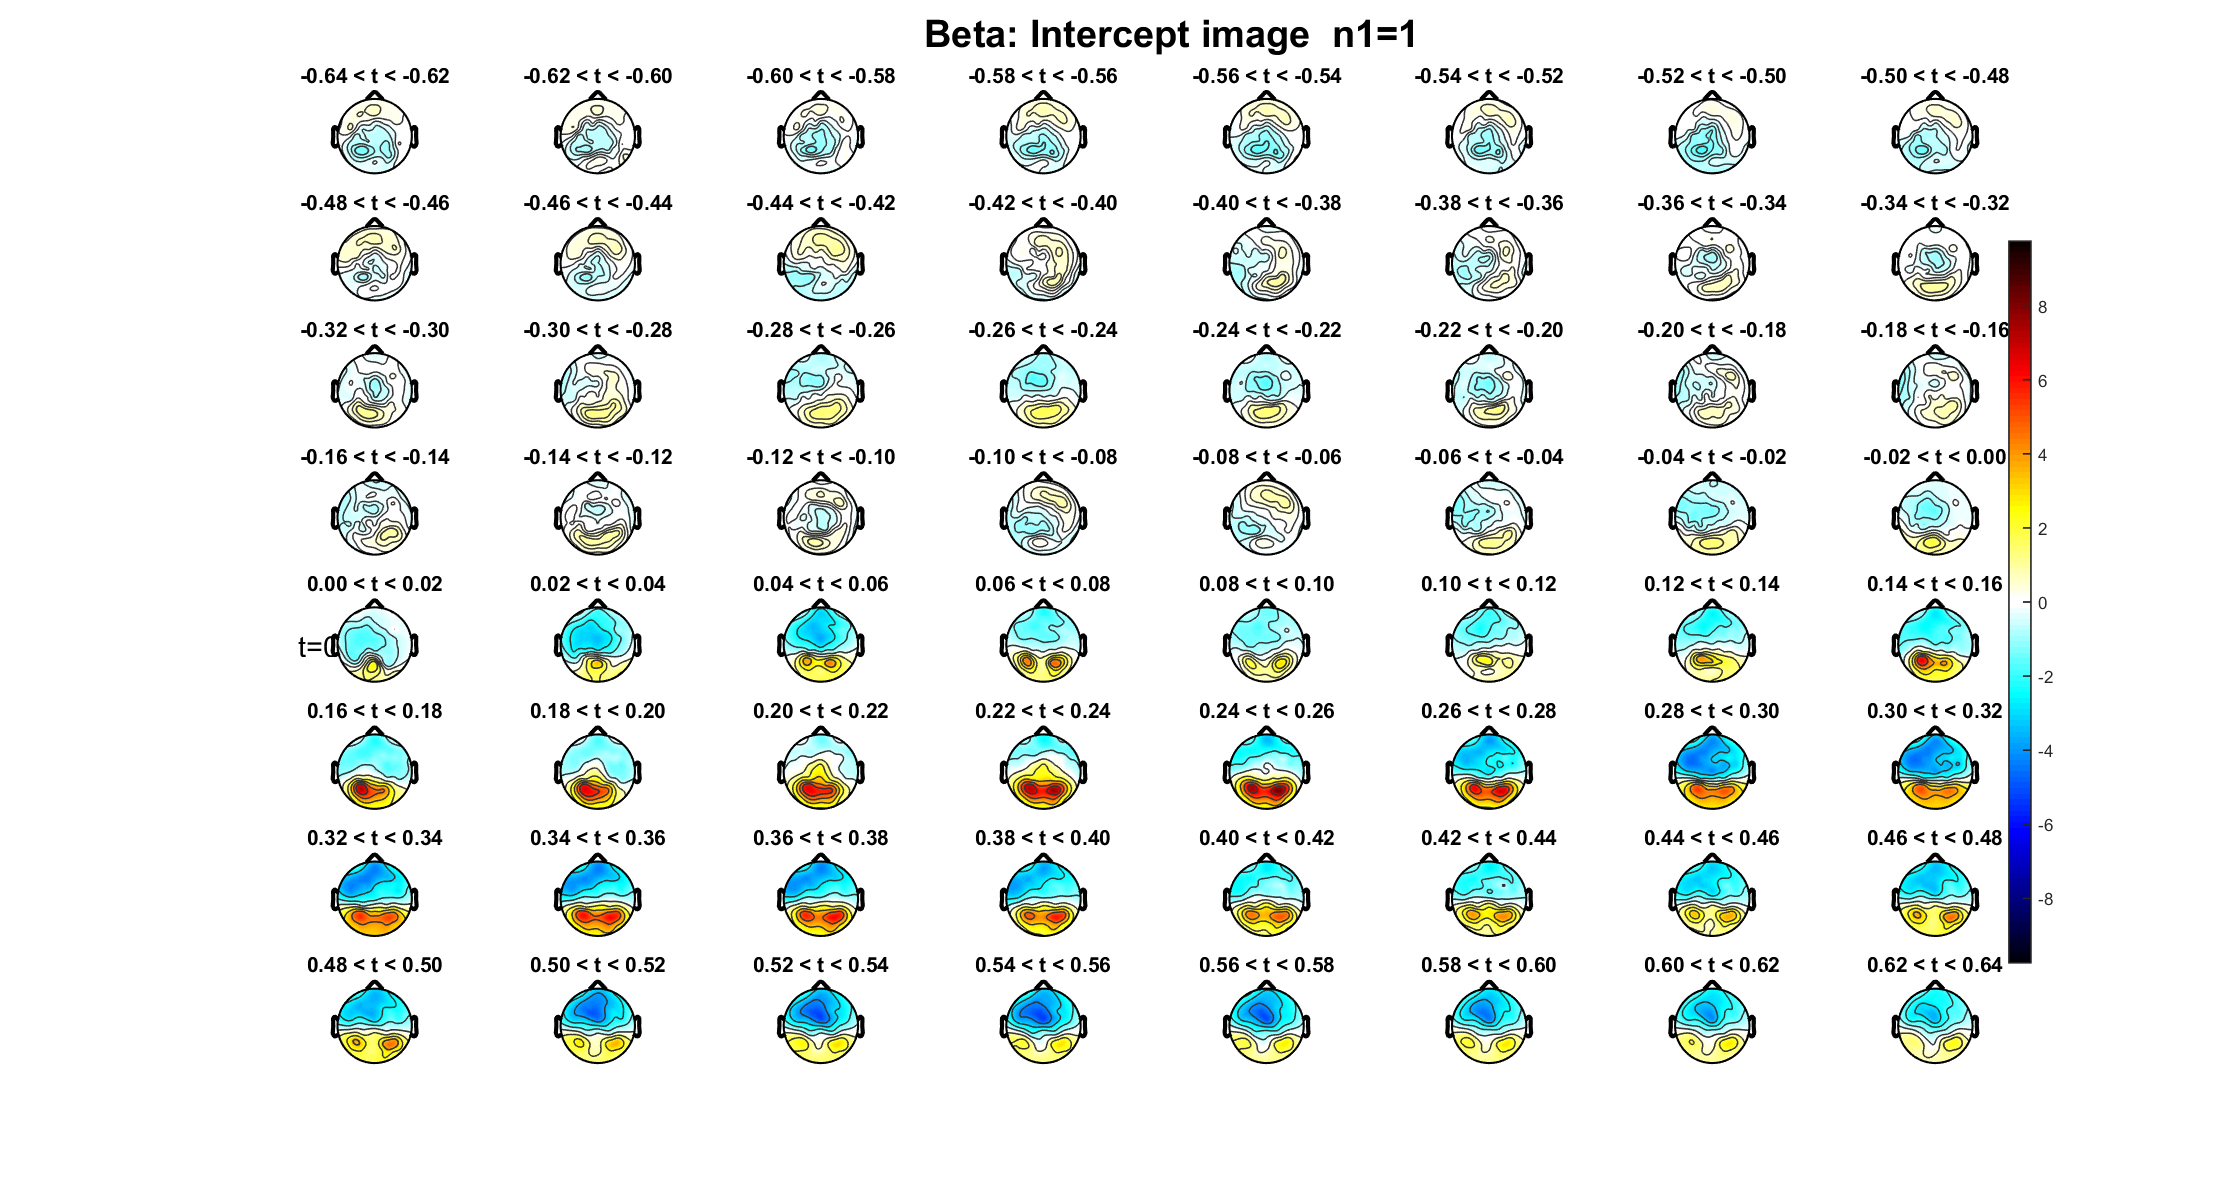 Beta: Intercept image  n1=1
-0.64 < t < -0.62 -0.62 < t < -0.60 -0.60 < t < -0.58 -0.58 < t < -0.56 -0.56 < t < -0.54 -0.54 < t < -0.52 -0.52 < t < -0.50 -0.50 < t < -0.48
-0.48 < t < -0.46 -0.46 < t < -0.44 -0.44 < t < -0.42 -0.42 < t < -0.40 -0.40 < t < -0.38 -0.38 < t < -0.36 -0.36 < t < -0.34 -0.34 < t < -0.32
-0.32 < t < -0.30 -0.30 < t < -0.28 -0.28 < t < -0.26 -0.26 < t < -0.24 -0.24 < t < -0.22 -0.22 < t < -0.20 -0.20 < t < -0.18 -0.18 < t < -0.16
-0.16 < t < -0.14 -0.14 < t < -0.12 -0.12 < t < -0.10 -0.10 < t < -0.08 -0.08 < t < -0.06 -0.06 < t < -0.04 -0.04 < t < -0.02 -0.02 < t < 0.00
0.00 < t < 0.02 0.02 < t < 0.04 0.04 < t < 0.06 0.06 < t < 0.08 0.08 < t < 0.10 0.10 < t < 0.12 0.12 < t < 0.14 0.14 < t < 0.16
t=0
0.16 < t < 0.18 0.18 < t < 0.20 0.20 < t < 0.22 0.22 < t < 0.24 0.24 < t < 0.26 0.26 < t < 0.28 0.28 < t < 0.30 0.30 < t < 0.32
0.32 < t < 0.34 0.34 < t < 0.36 0.36 < t < 0.38 0.38 < t < 0.40 0.40 < t < 0.42 0.42 < t < 0.44 0.44 < t < 0.46 0.46 < t < 0.48
0.48 < t < 0.50 0.50 < t < 0.52 0.52 < t < 0.54 0.54 < t < 0.56 0.56 < t < 0.58 0.58 < t < 0.60 0.60 < t < 0.62 0.62 < t < 0.64
8
6
4
2
0
-2
-4
-6
-8